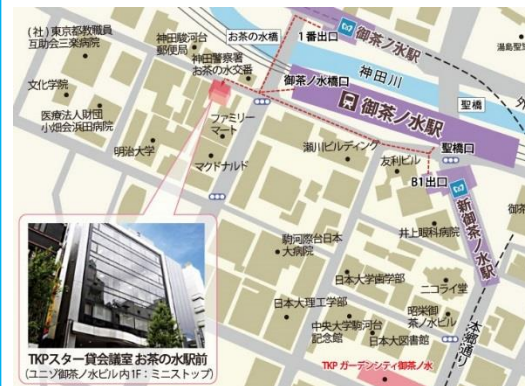 (社)東京都教職員
互助会三楽病院
神田駿河台
郵便局
お茶の水橋
1番出口
御茶ノ水駅
湯島聖堂
神田警察署
お茶の水交番
御茶ノ水橋口
神田川
聖橋
文化学院
御茶ノ水駅
医療法人財団
小畑会浜田病院
ファミリー
マート
聖橋口
明治大学
マクドナルド
瀬川ビルディング
友利ビル
B1出口
新御茶ノ水駅
井上眼科病院
駿河際台日本
大病院
日本大学歯学部
ニコライ堂
日本大理工学部
昭栄御
茶ノ水ビル
中央大学駿河台
記念館
日本大図書館
本郷通り
TKPスター貸会議室 お茶の水駅前
(ユニゾ御茶ノ水ビル内1F:ミニストップ)
TKP ガーデンシティ御茶ノ水